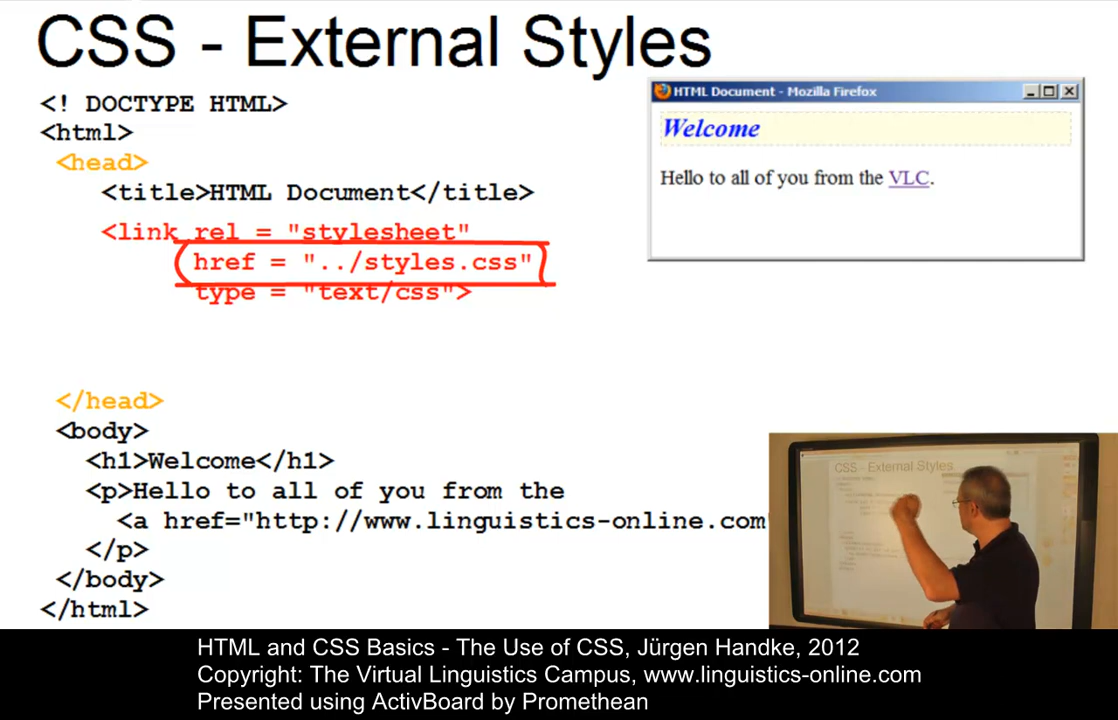 CSS - External Styles
<! DOCTYPE HTML>
<html>
<head>
<title>HTML Document</title>
<link rel = "stylesheet"
href = "../styles.css"
type = "text/css">
</head>
<body>
<h1>Welcome</h1>
<p>Hello to all of you from the
<a href="http://www.linguistics-online.com"
</p>
</body>
</html>
HTML Document - Mozilla Firefox
Welcome
Hello to all of you from the VLC.
CSS - External Styles
HTML and CSS Basics - The Use of CSS, Jürgen Handke, 2012
Copyright: The Virtual Linguistics Campus, www.linguistics-online.com
Presented using ActivBoard by Promethean